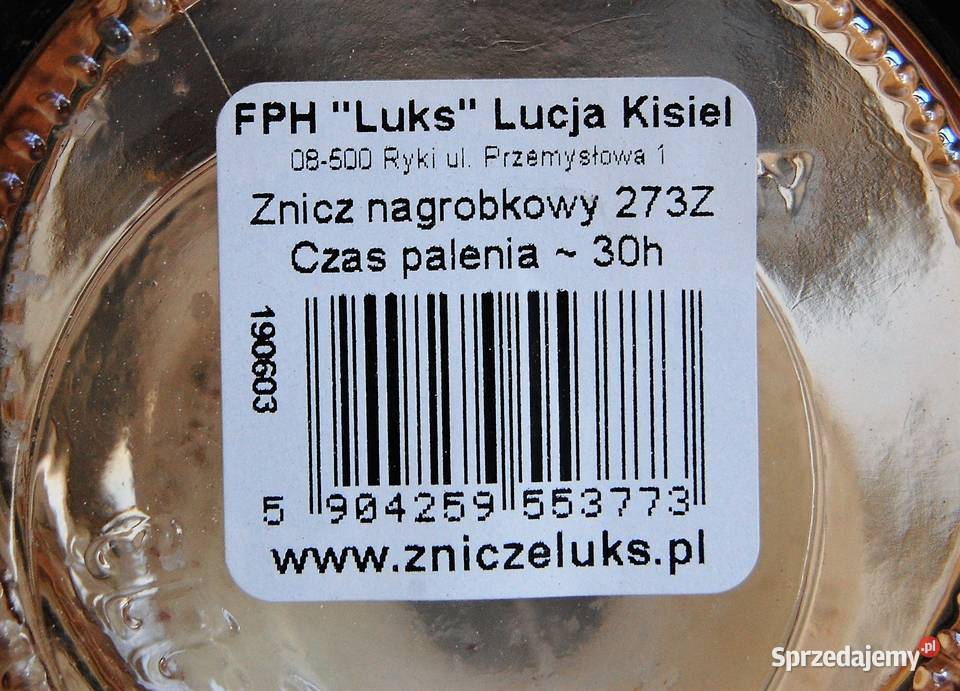 FPH "Luks" Lucja Kisiel
08-500 Ryki ul. Przemysłowa 1
Znicz nagrobkowy 273Z
Czas palenia ~ 30h
190603
5 904259 553773
www.zniczeluks.pl
Sprzedajemy.pl